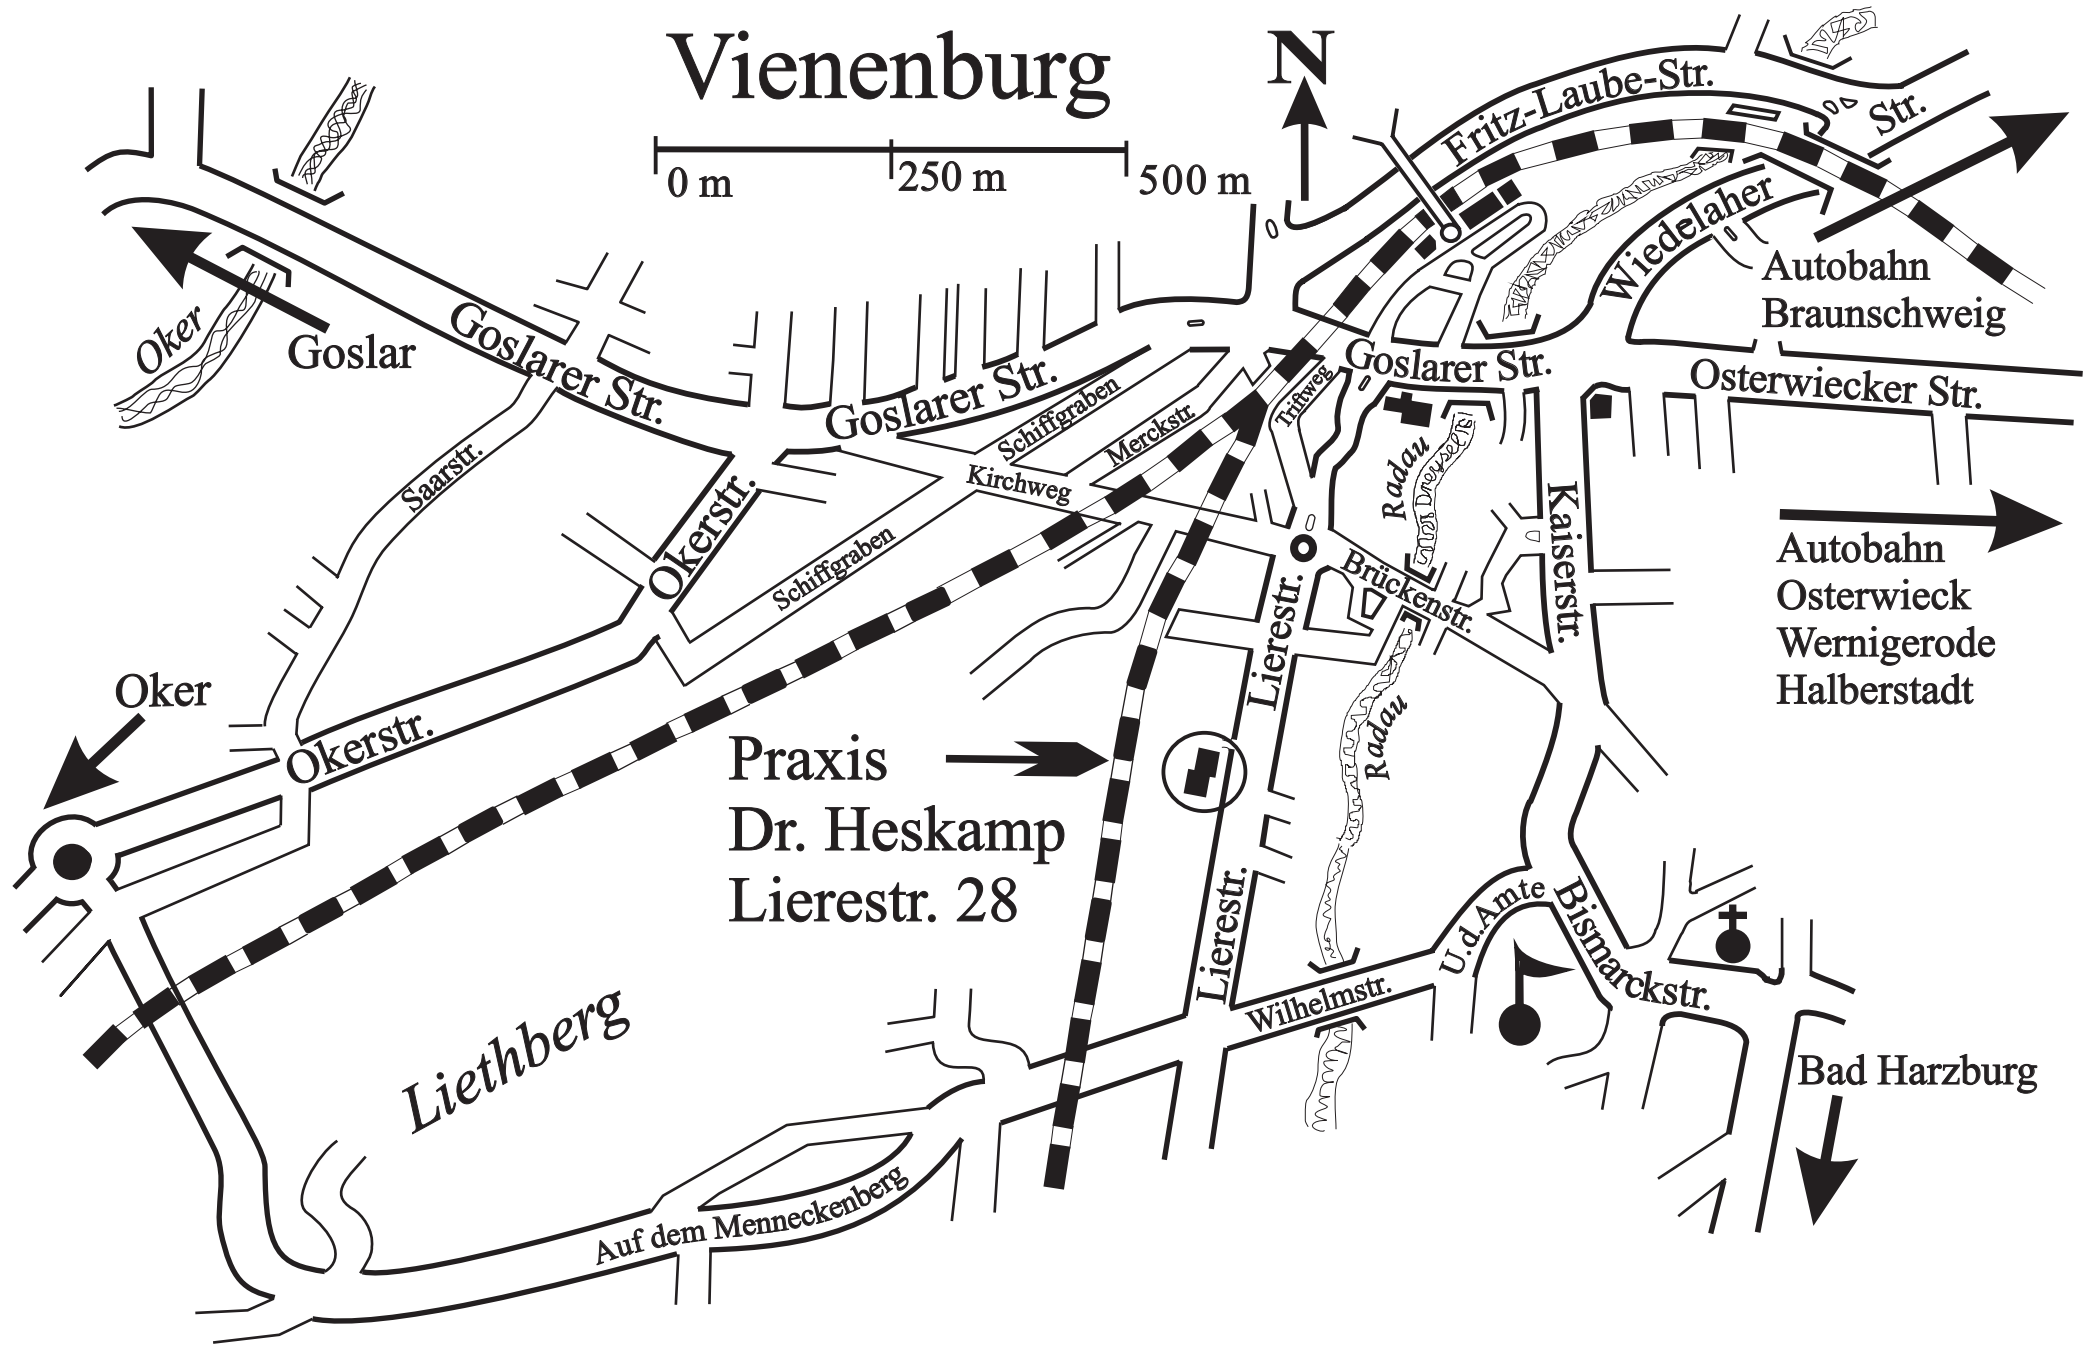 Vienenburg
N
0 m
250 m
500 m
Fritz-Laube-Str.
Wiedelaher
Str.
Autobahn
Braunschweig
Oker
Goslar
Goslarer Str.
Goslarer Str.
Goslarer Str.
Osterwiecker Str.
Schiffgraben
Merckstr.
Triftweg
Kirchweg
Saarstr.
Okerstr.
Schiffgraben
Radau
Kaiserstr.
Brückenstr.
Autobahn
Osterwieck
Wernigerode
Halberstadt
Oker
Okerstr.
Lierestr.
Radau
Praxis
Dr. Heskamp
Lierestr. 28
Lierestr.
U.d.Amte
Bismarckstr.
Wilhelmstr.
Liethberg
Bad Harzburg
Auf dem Menneckenberg